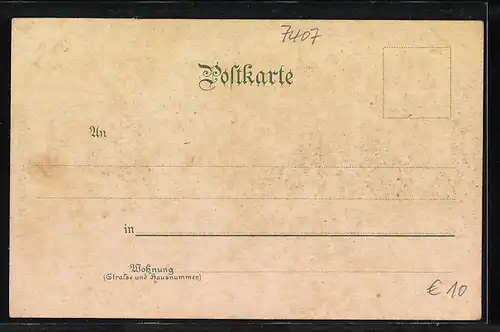 7407
Postkarte
An
in
Wohnung
(Straße und Hausnummer)
€ 10